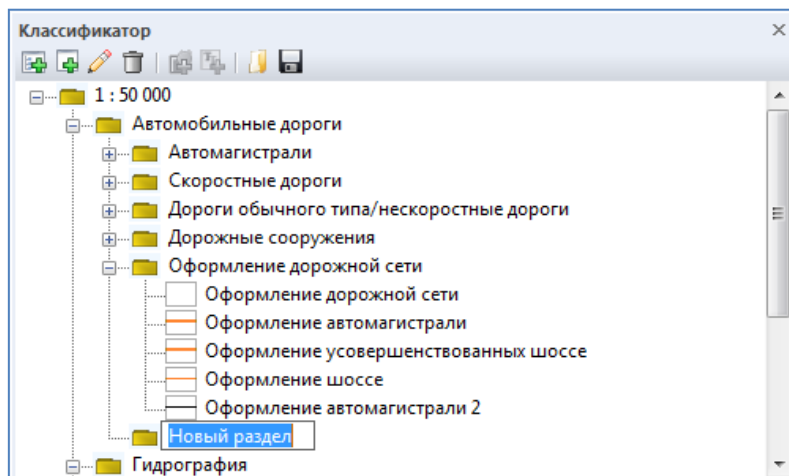 Классификатор
1 : 50 000
Автомобильные дороги
Автомагистрали
Скоростные дороги
Дороги обычного типа/нескоростные дороги
Дорожные сооружения
Оформление дорожной сети
Оформление дорожной сети
Оформление автомагистрали
Оформление усовершенствованных шоссе
Оформление шоссе
Оформление автомагистрали 2
Новый раздел
Гидрография